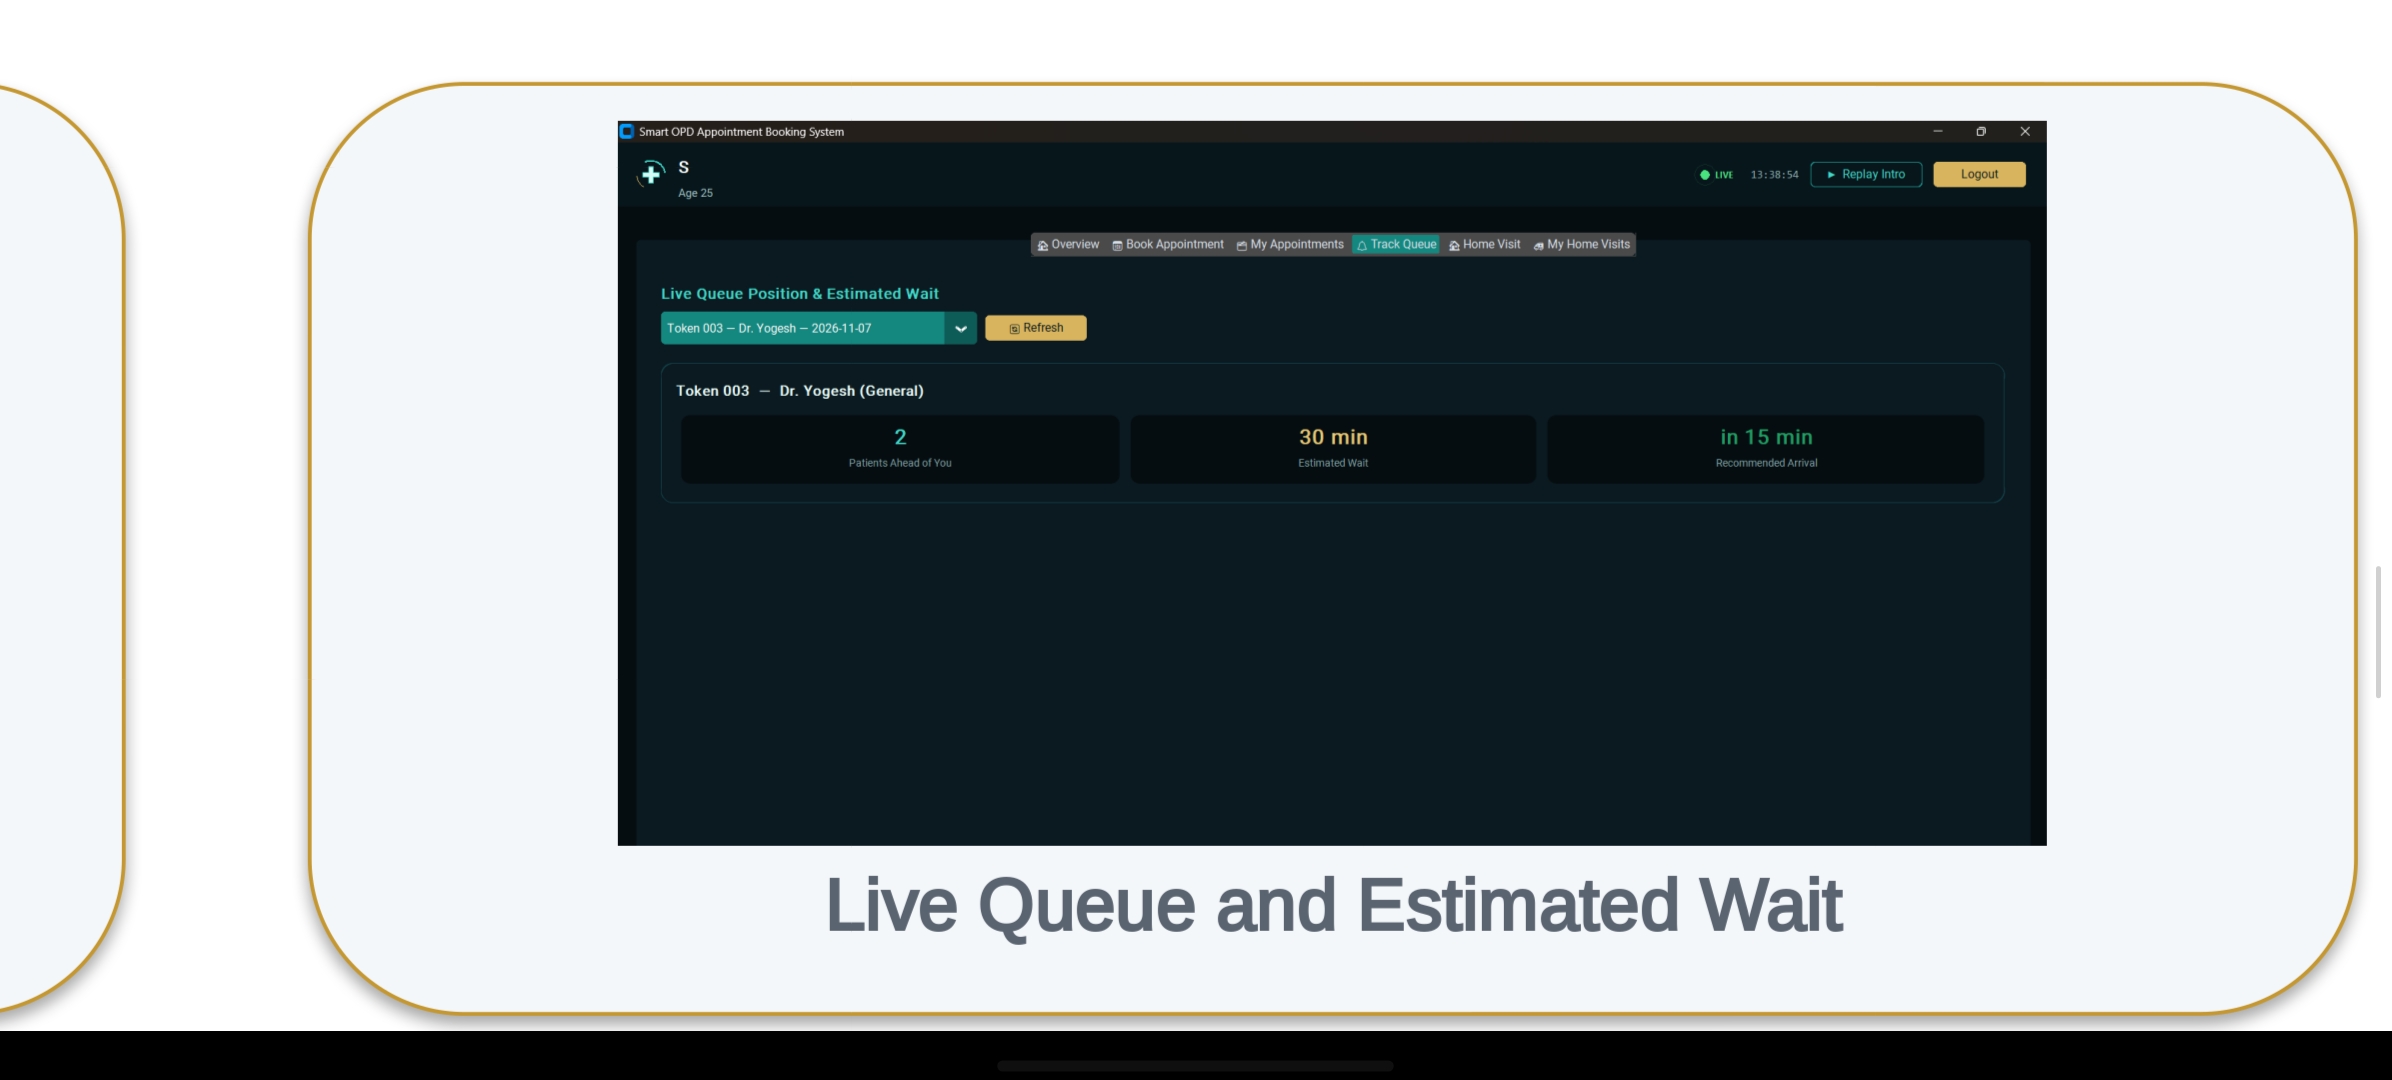 Smart OPD Appointment Booking System
S
Age 25
LIVE 13:38:54 Replay Intro Logout
Overview Book Appointment My Appointments Track Queue Home Visit My Home Visits
Live Queue Position & Estimated Wait
Token 003 – Dr. Yogesh – 2026-11-07 Refresh
Token 003 — Dr. Yogesh (General)
2 30 min in 15 min
Patients Ahead of You Estimated Wait Recommended Arrival
Live Queue and Estimated Wait